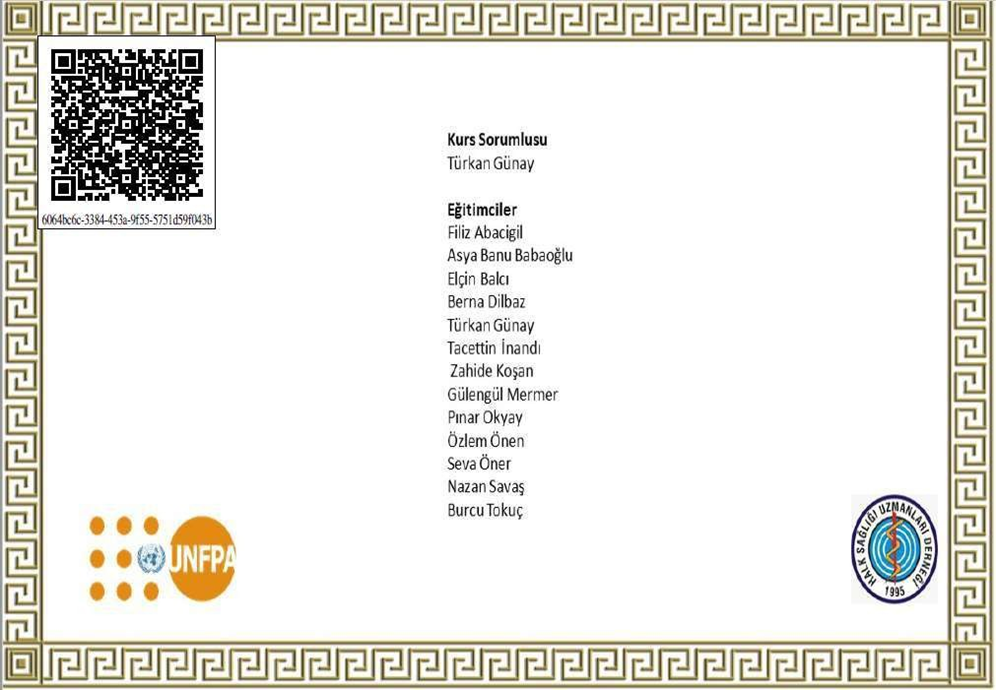 6064bc6c-3384-453a-9f55-5751d59f043b
Kurs Sorumlusu
Türkan Günay
Eğitimciler
Filiz Abacigil
Asya Banu Babaoğlu
Elçin Balcı
Berna Dilbaz
Türkan Günay
Tacettin İnandı
Zahide Koşan
Gülengül Mermer
Pınar Okyay
Özlem Önen
Seva Öner
Nazan Savaş
Burcu Tokuç
UNFPA
HALK SAĞLIĞI UZMANLARI DERNEĞİ
1995